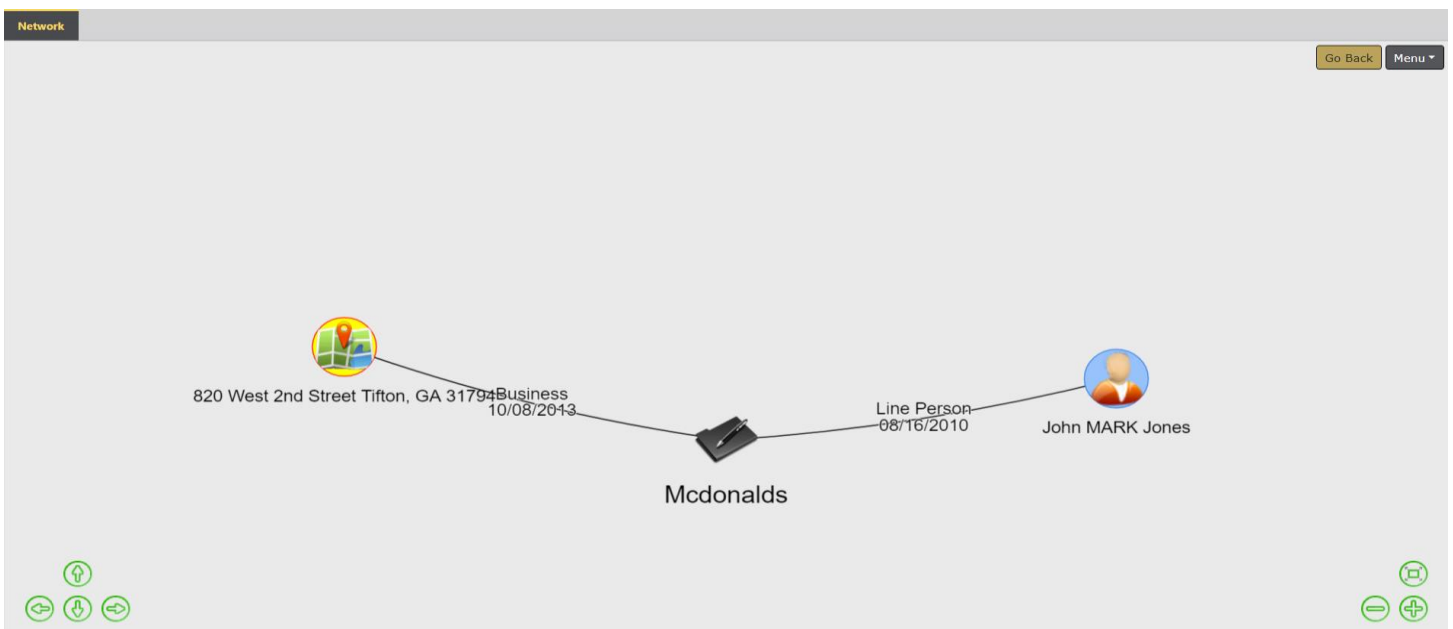 Network
Go Back
Menu
820 West 2nd Street Tifton, GA 31794
Business
10/08/2013
Line Person
08/16/2010
John MARK Jones
Mcdonalds